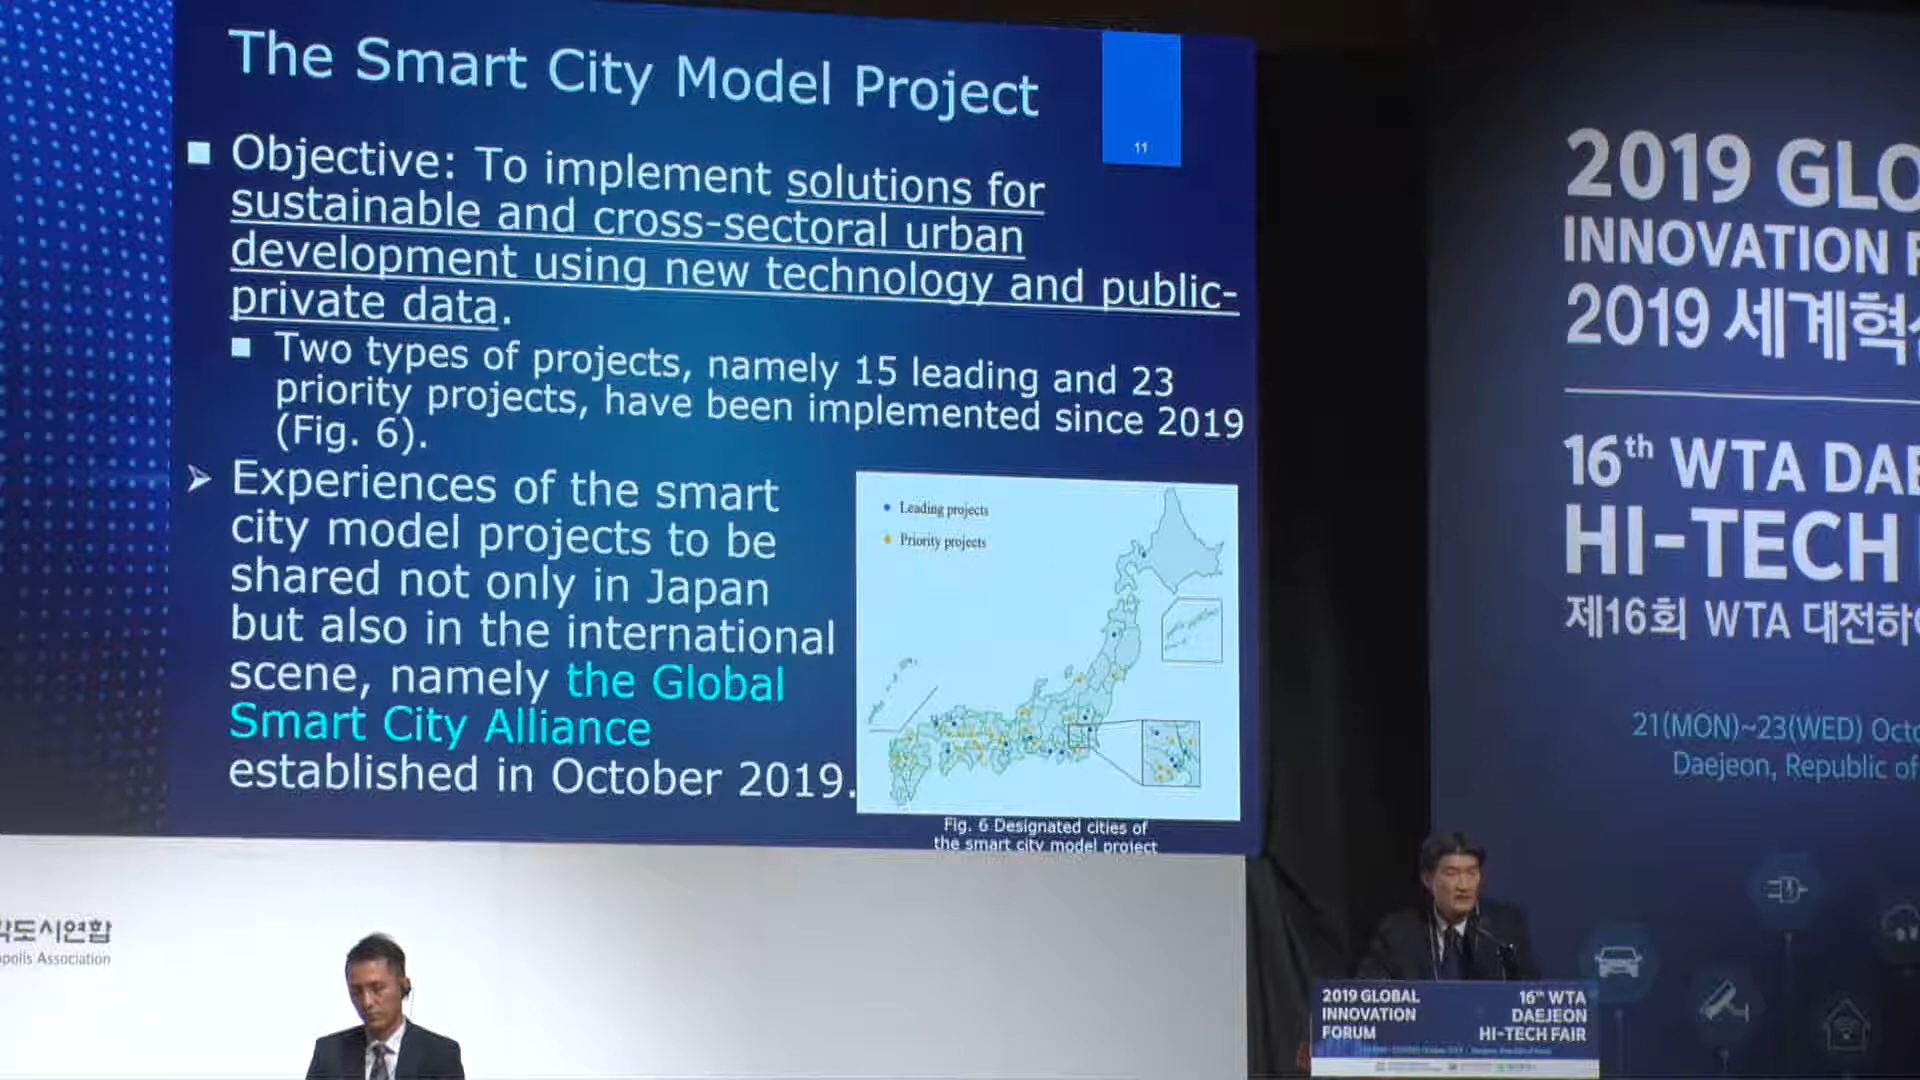 The Smart City Model Project
11
■ Objective: To implement solutions for
sustainable and cross-sectoral urban
development using new technology and public-
private data.
■ Two types of projects, namely 15 leading and 23
priority projects, have been implemented since 2019
(Fig. 6).
➤ Experiences of the smart
city model projects to be
shared not only in Japan
but also in the international
scene, namely the Global
Smart City Alliance
established in October 2019.
Leading projects
Priority projects
Fig. 6 Designated cities of
the smart city model project
2019 GLO
INNOVATION F
2019 세계혁
16th WTA DAE
HI-TECH
제16회 WTA 대전하
21(MON)~23(WED) Octo
Daejeon, Republic of
각도시연합
opolis Association
2019 GLOBAL
INNOVATION
FORUM
16th WTA
DAEJEON
HI-TECH FAIR